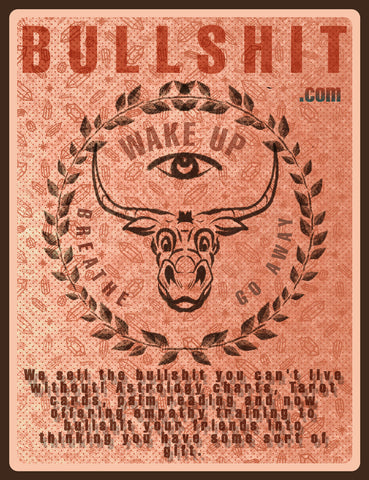 BULLSHIT
.com
WAKE UP
BREATHE
GO AWAY
We sell the bullshit you can't live
without! Astrology charts, Tarot
cards, palm reading and now
offering empathy training to
bullshit your friends into
thinking you have some sort of
gift.